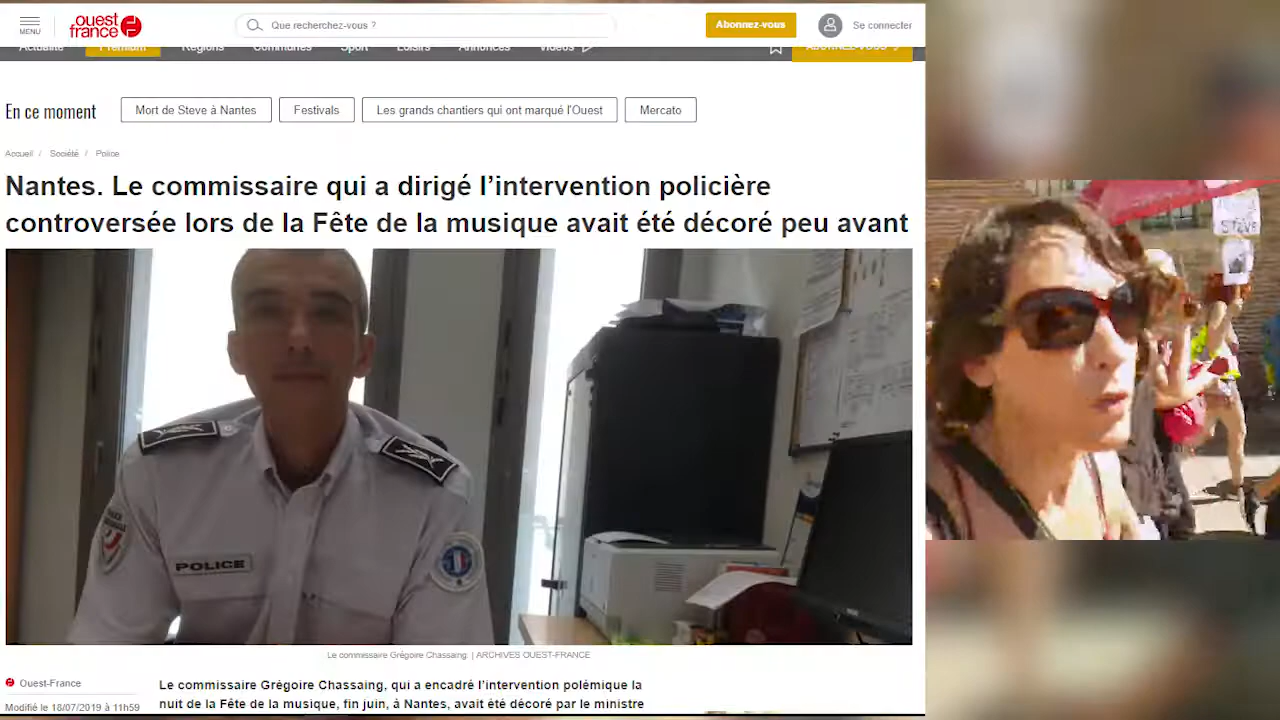 MENU
ouest
france
Que recherchez-vous ?
Abonnez-vous
Se connecter
Actualité
Premium
Régions
Communes
Sport
Loisirs
Annonces
Vidéos
ABONNEZ-VOUS
En ce moment
Mort de Steve à Nantes
Festivals
Les grands chantiers qui ont marqué l'Ouest
Mercato
Accueil / Société / Police
Nantes. Le commissaire qui a dirigé l'intervention policière
controversée lors de la Fête de la musique avait été décoré peu avant
POLICE
STEVE
Le commissaire Grégoire Chassaing. | ARCHIVES OUEST-FRANCE
Ouest-France
Modifié le 18/07/2019 à 11h59
Le commissaire Grégoire Chassaing, qui a encadré l'intervention polémique la
nuit de la Fête de la musique, fin juin, à Nantes, avait été décoré par le ministre